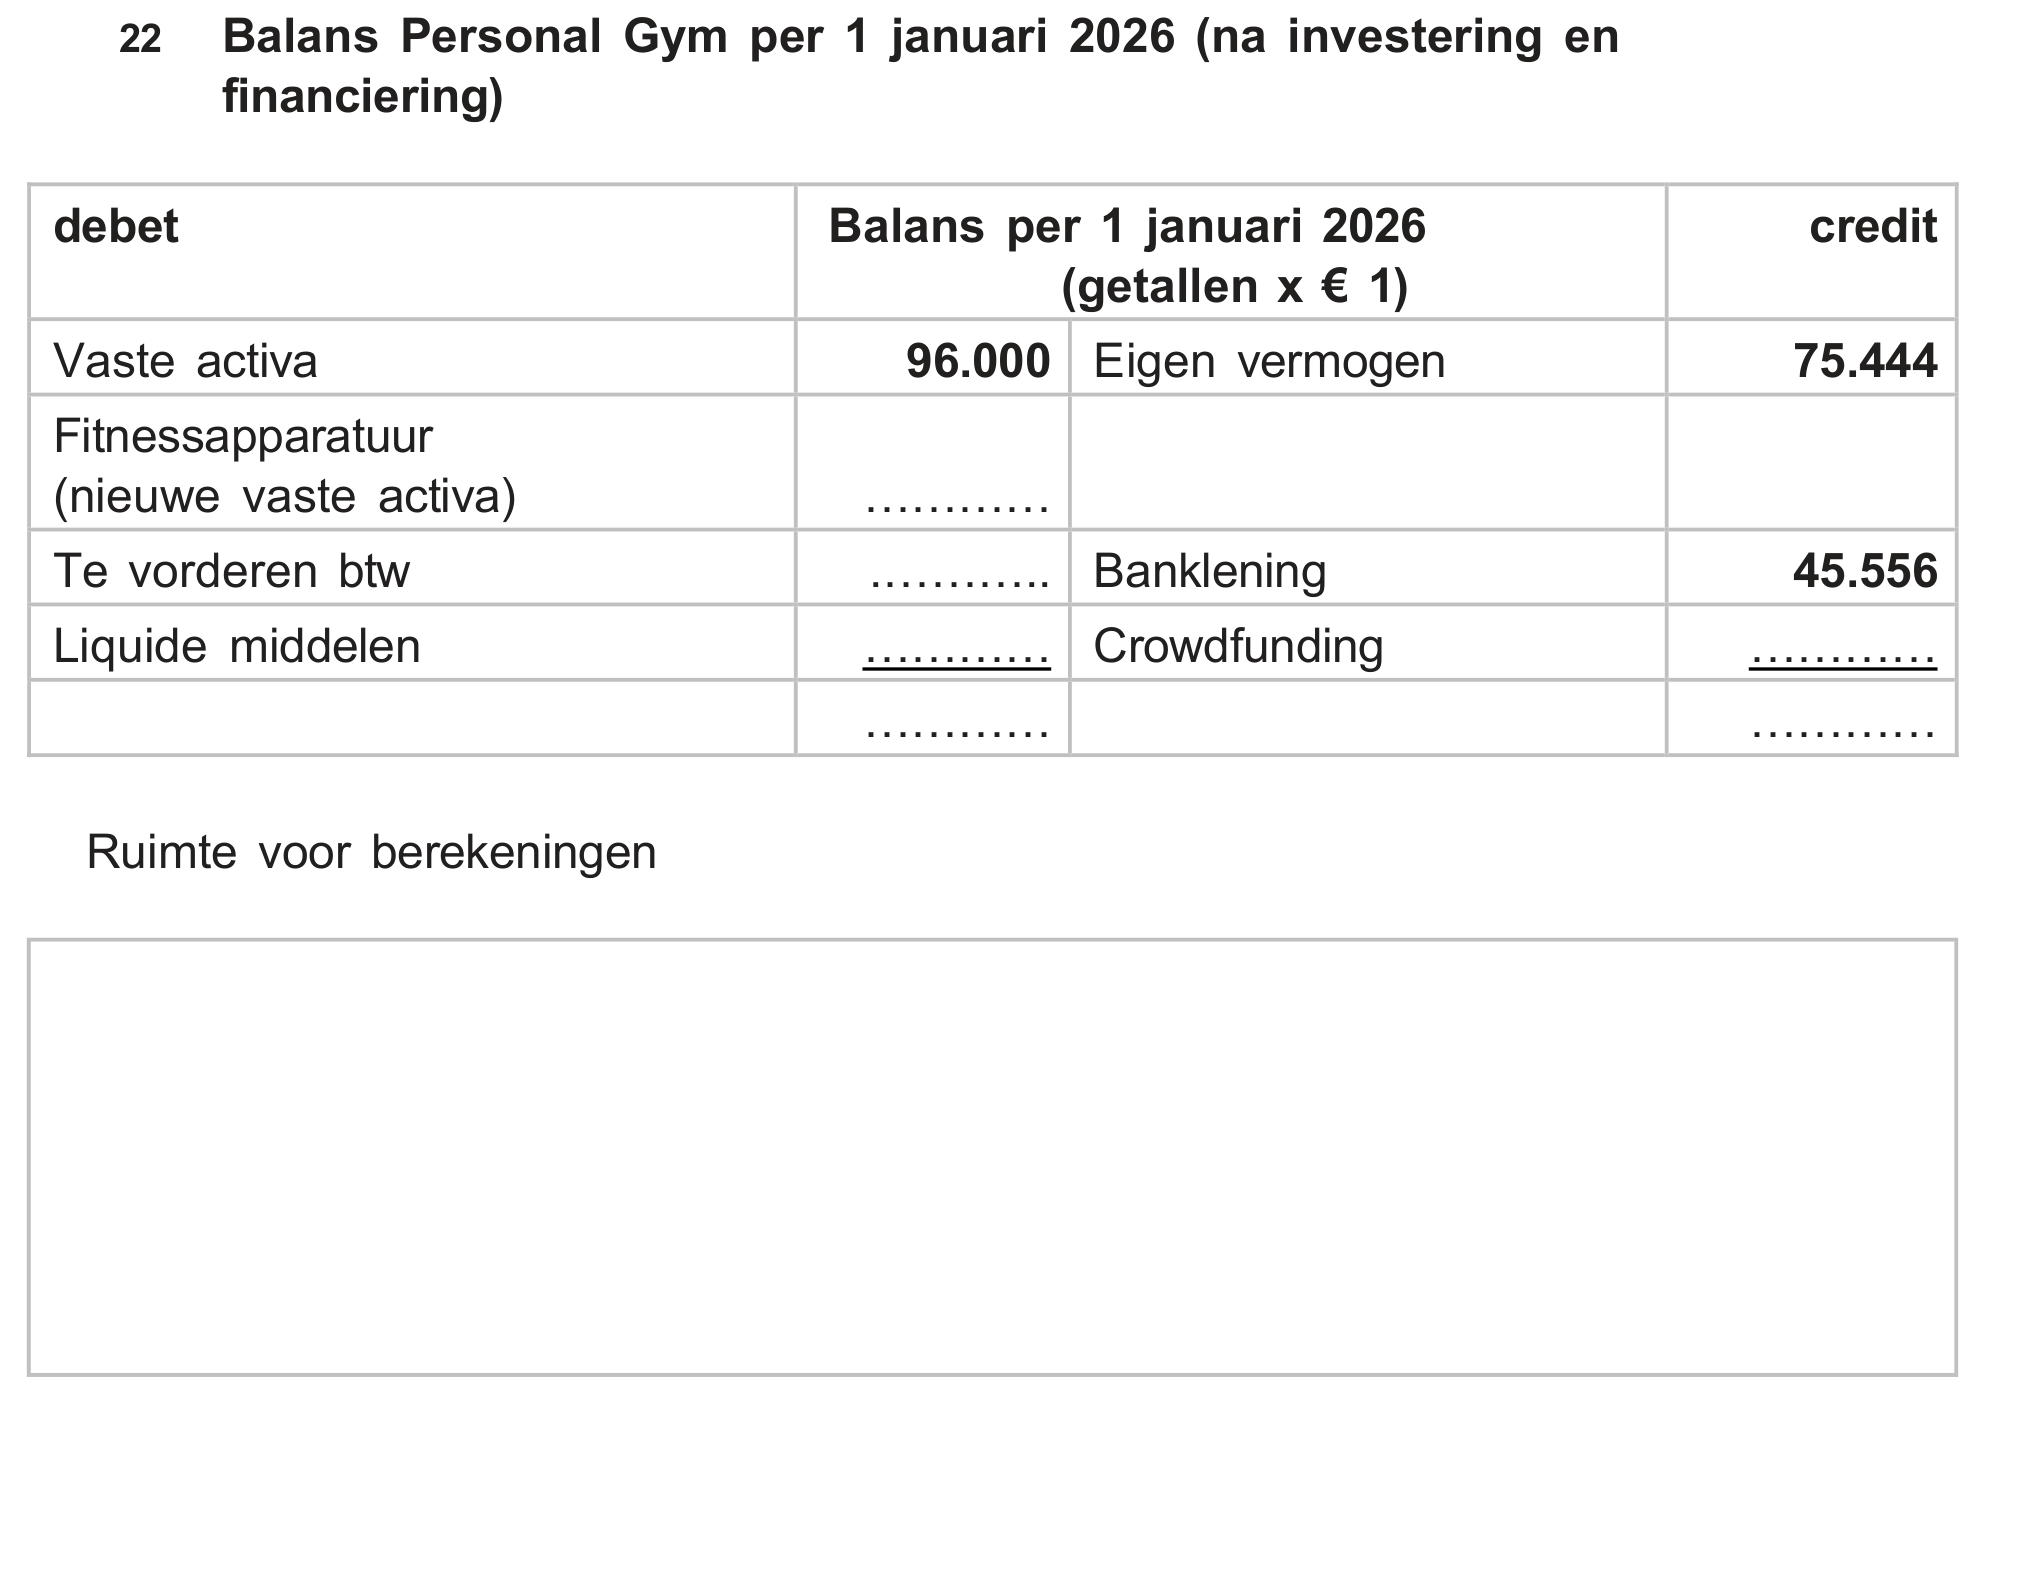 22 Balans Personal Gym per 1 januari 2026 (na investering en
financiering)
debet Balans per 1 januari 2026 credit
(getallen x € 1)
Vaste activa 96.000 Eigen vermogen 75.444
Fitnessapparatuur
(nieuwe vaste activa) …………
Te vorderen btw ………... Banklening 45.556
Liquide middelen ………… Crowdfunding …………
………… …………
Ruimte voor berekeningen